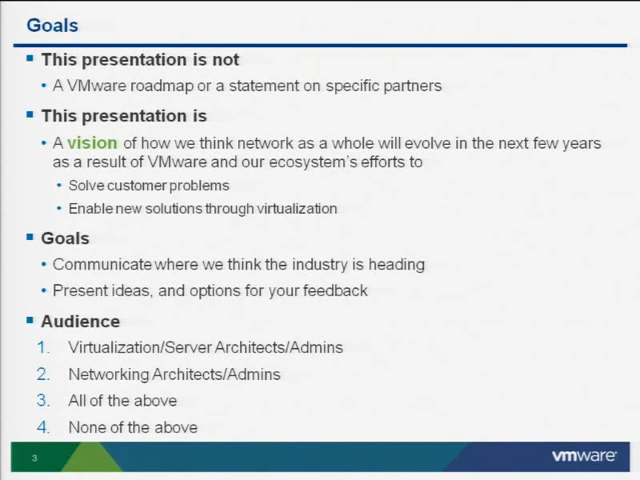 Goals
This presentation is not
A VMware roadmap or a statement on specific partners
This presentation is
A vision of how we think network as a whole will evolve in the next few years
as a result of VMware and our ecosystem's efforts to
Solve customer problems
Enable new solutions through virtualization
Goals
Communicate where we think the industry is heading
Present ideas, and options for your feedback
Audience
1. Virtualization/Server Architects/Admins
2. Networking Architects/Admins
3. All of the above
4. None of the above
3
vmware